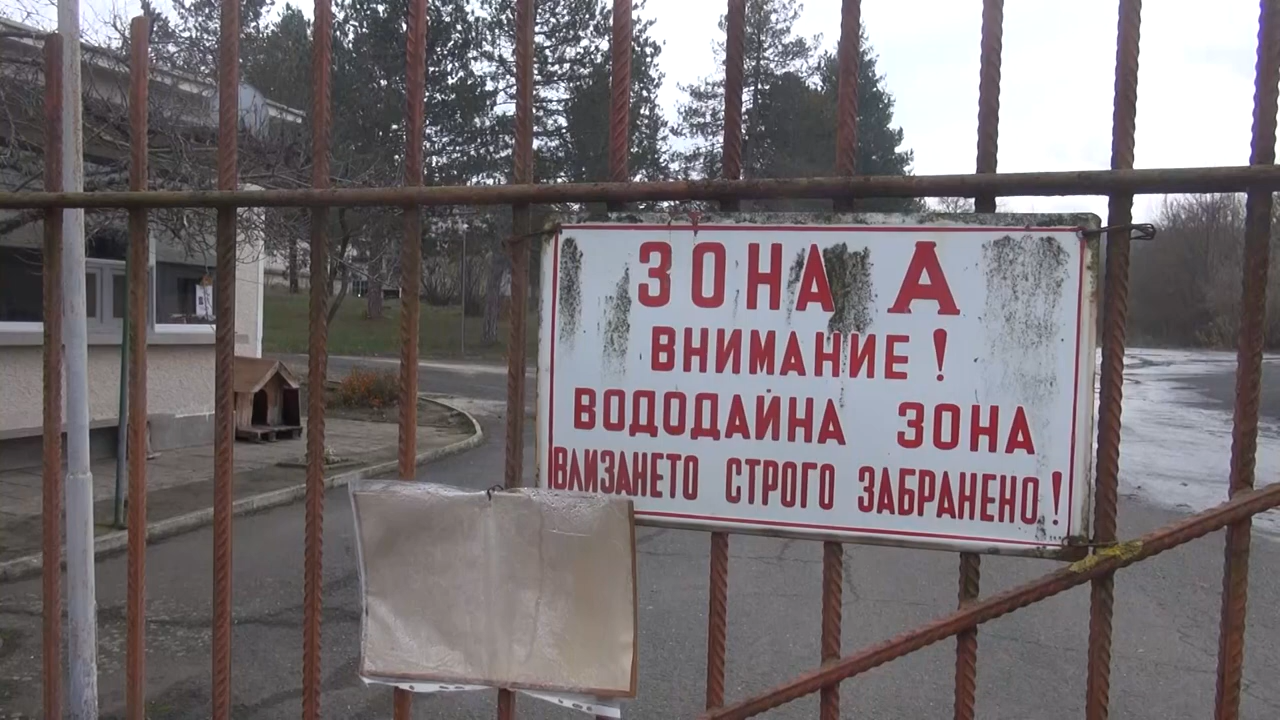 ЗОНА А
ВНИМАНИЕ!
ВОДОДАЙНА ЗОНА
ВЛИЗАНЕТО СТРОГО ЗАБРАНЕНО!